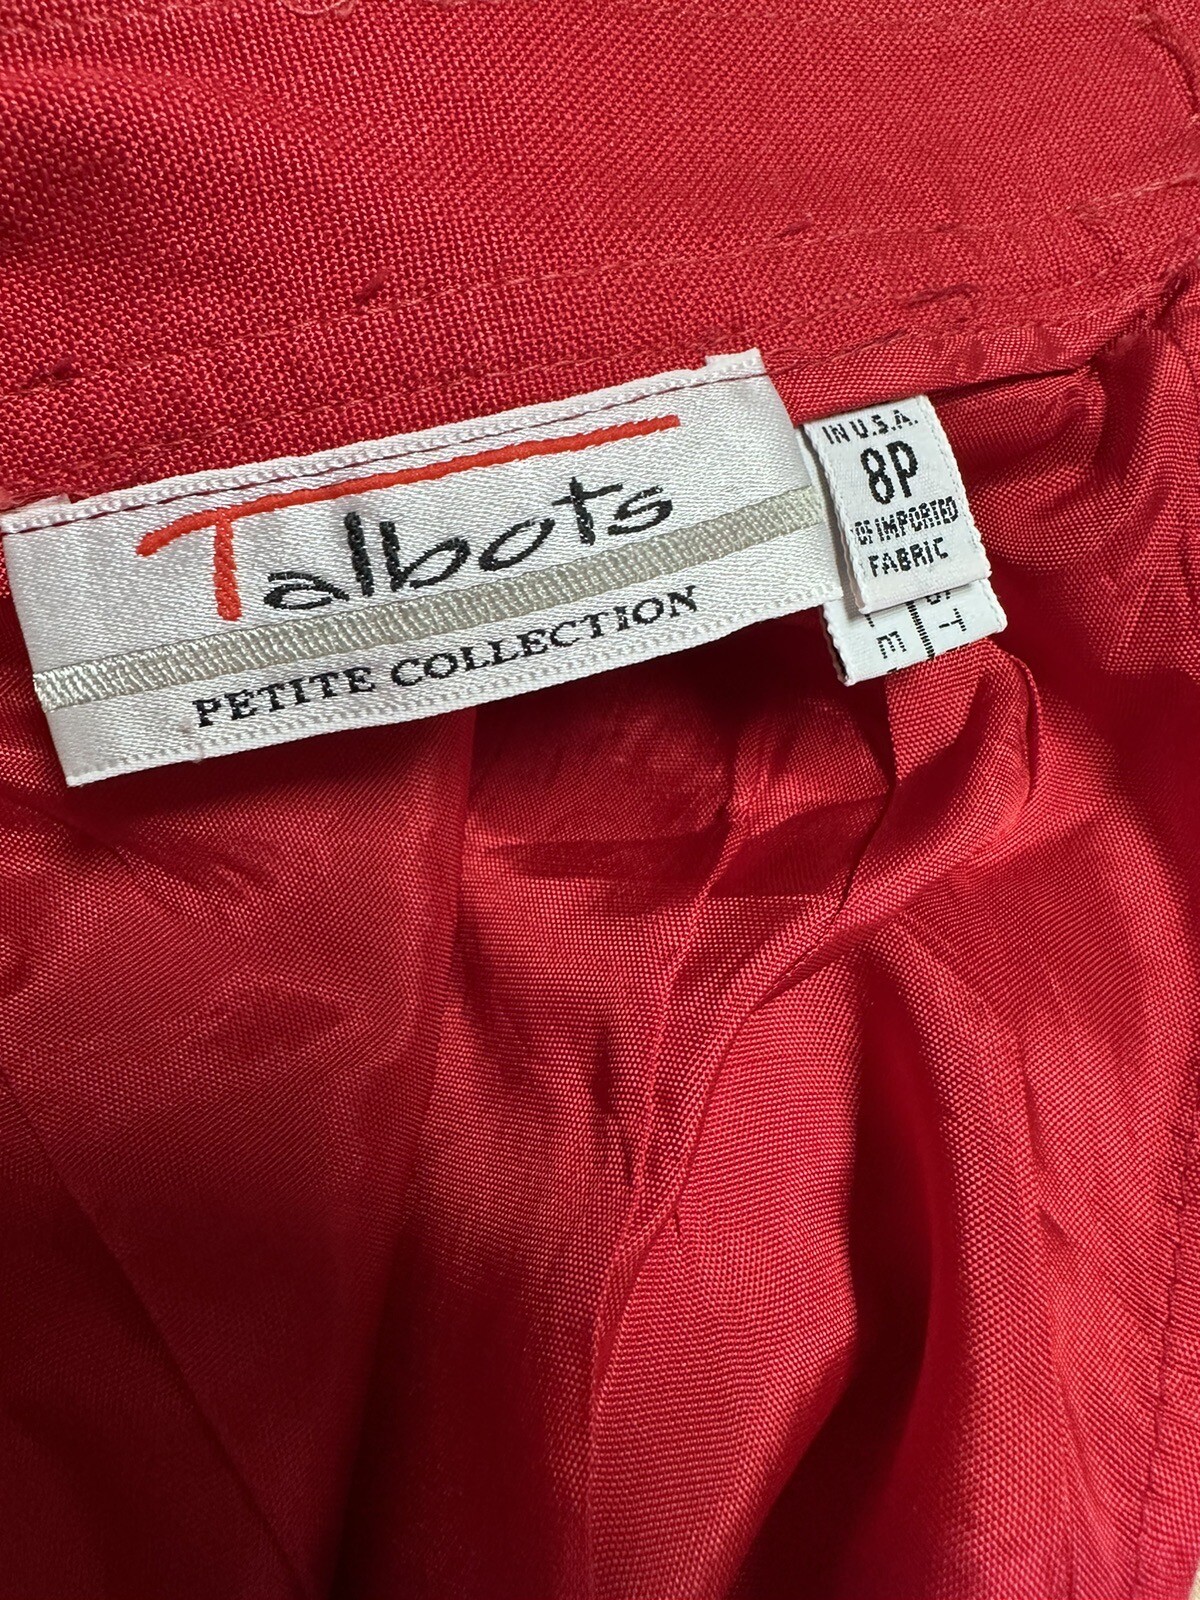 Talbots
PETITE COLLECTION
IN U.S.A.
8P
OF IMPORTED
FABRIC